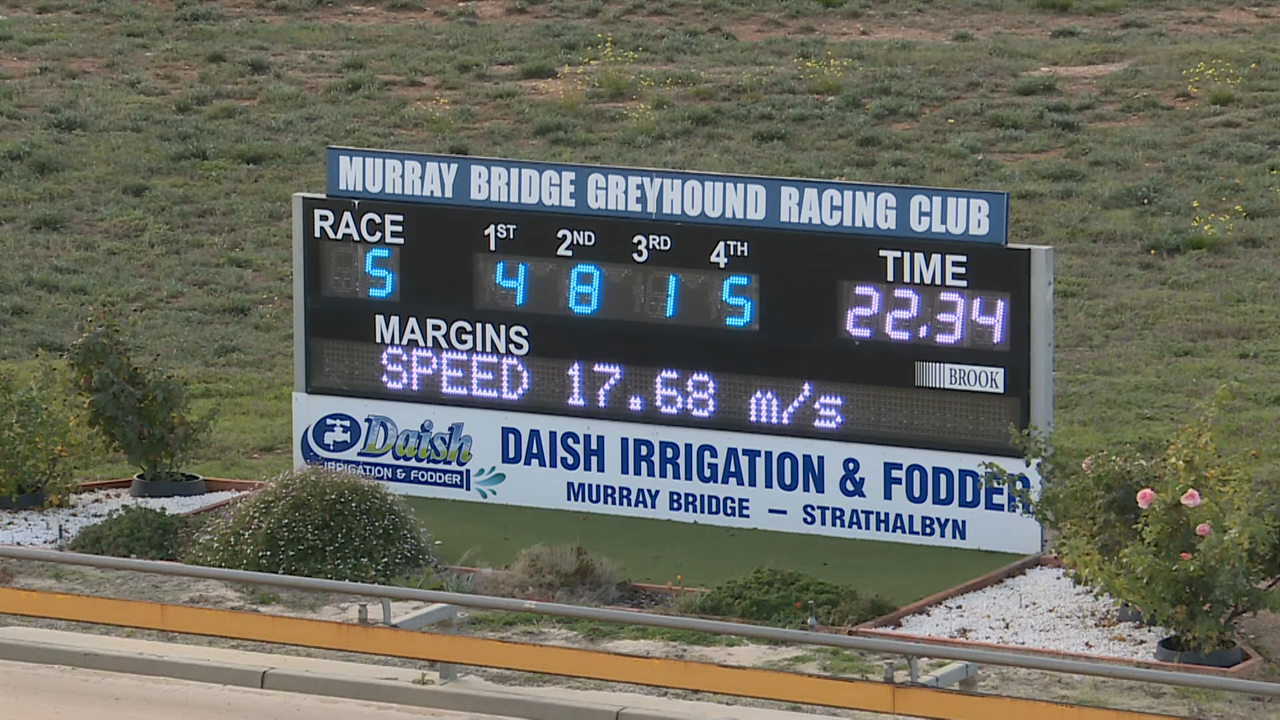 MURRAY BRIDGE GREYHOUND RACING CLUB
RACE 1ST 2ND 3RD 4TH TIME
5 4 8 1 5 22.34
MARGINS
SPEED 17.68 m/s
BROOK
Daish
IRRIGATION & FODDER
DAISH IRRIGATION & FODDER
MURRAY BRIDGE — STRATHALBYN